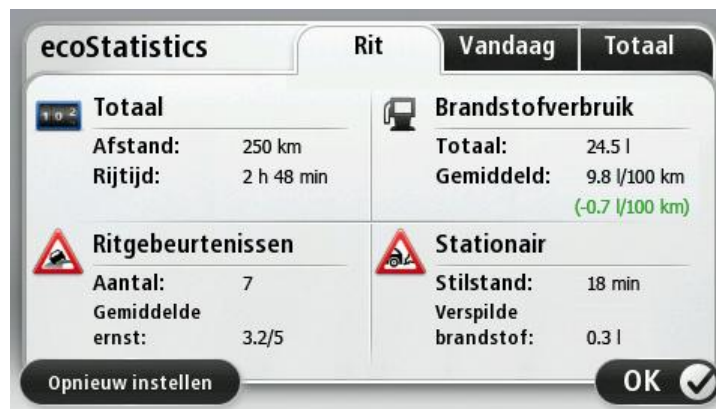 ecoStatistics
Rit
Vandaag
Totaal
102
Totaal
Afstand: 250 km
Rijtijd: 2 h 48 min
Brandstofverbruik
Totaal: 24.5 l
Gemiddeld: 9.8 l/100 km
(-0.7 l/100 km)
Ritgebeurtenissen
Aantal: 7
Gemiddelde
ernst: 3.2/5
Stationair
Stilstand: 18 min
Verspilde
brandstof: 0.3 l
Opnieuw instellen
OK